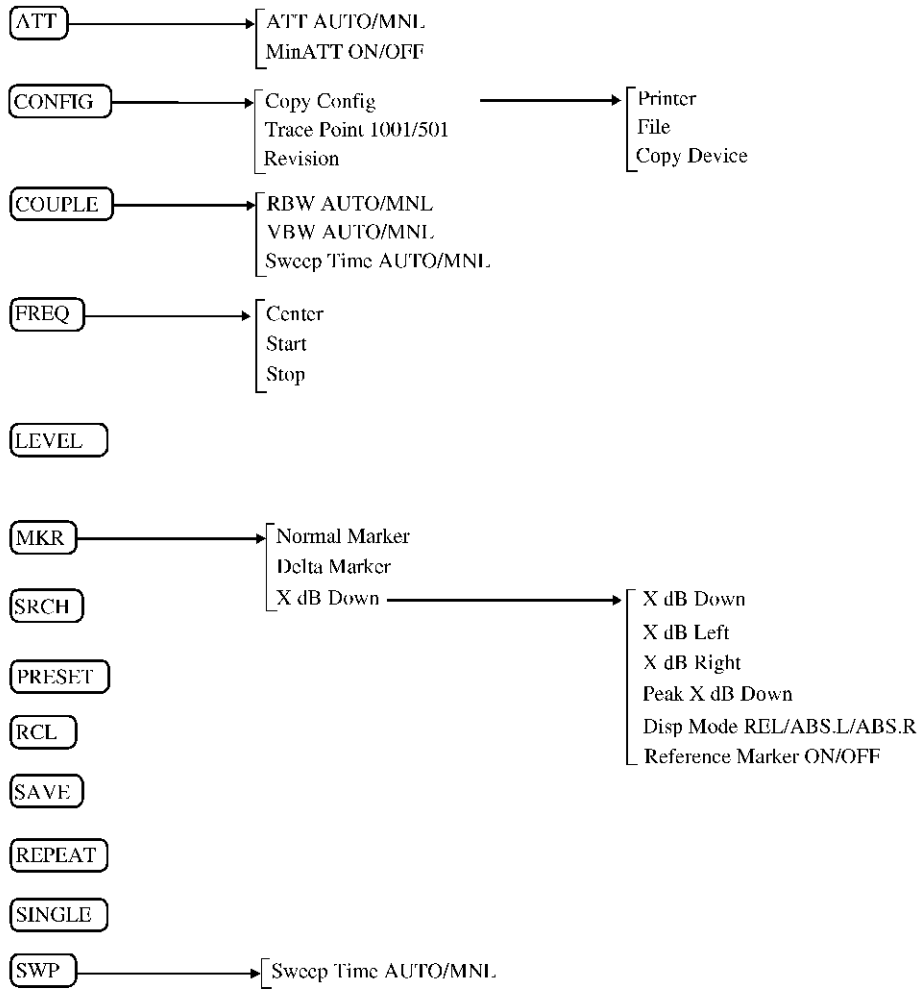 ATT
ATT AUTO/MNL
MinATT ON/OFF
CONFIG
Copy Config
Trace Point 1001/501
Revision
Printer
File
Copy Device
COUPLE
RBW AUTO/MNL
VBW AUTO/MNL
Sweep Time AUTO/MNL
FREQ
Center
Start
Stop
LEVEL
MKR
Normal Marker
Delta Marker
X dB Down
X dB Down
X dB Left
X dB Right
Peak X dB Down
Disp Mode REL/ABS.L/ABS.R
Reference Marker ON/OFF
SRCH
PRESET
RCL
SAVE
REPEAT
SINGLE
SWP
Sweep Time AUTO/MNL